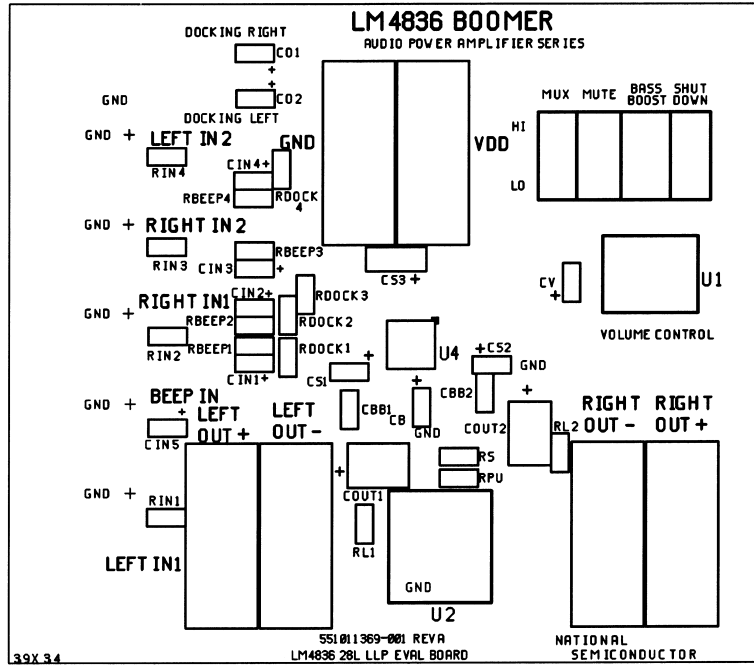 LM4836 BOOMER
AUDIO POWER AMPLIFIER SERIES
DOCKING RIGHT
CO1
+
+
CO2
DOCKING LEFT
GND
MUX MUTE BASS BOOST SHUT DOWN
HI
LO
GND +
LEFT IN2
RIN4
CIN4+
GND
VDD
RBEEP4
RDOCK
4
GND +
RIGHT IN2
RIN3
RBEEP3
CIN3 +
CS3 +
CV
+
U1
VOLUME CONTROL
RDOCK3
GND +
RIGHT IN1
CIN2+
RBEEP2
RDOCK2
RIN2
RBEEP1
RDOCK1
CIN1+
+
CS1
U4
+ CS2
GND
+
CBB2
BEEP IN
GND +
+
CIN5
LEFT
OUT +
LEFT
OUT -
CBB1
+
CB
GND
COUT2
RL2
RIGHT
OUT -
RIGHT
OUT +
RS
RPU
+
COUT1
RL1
GND +
RIN1
LEFT IN1
GND
U2
551011369-001 REVA
LM4836 28L LLP EVAL BOARD
NATIONAL
SEMICONDUCTOR
39X34